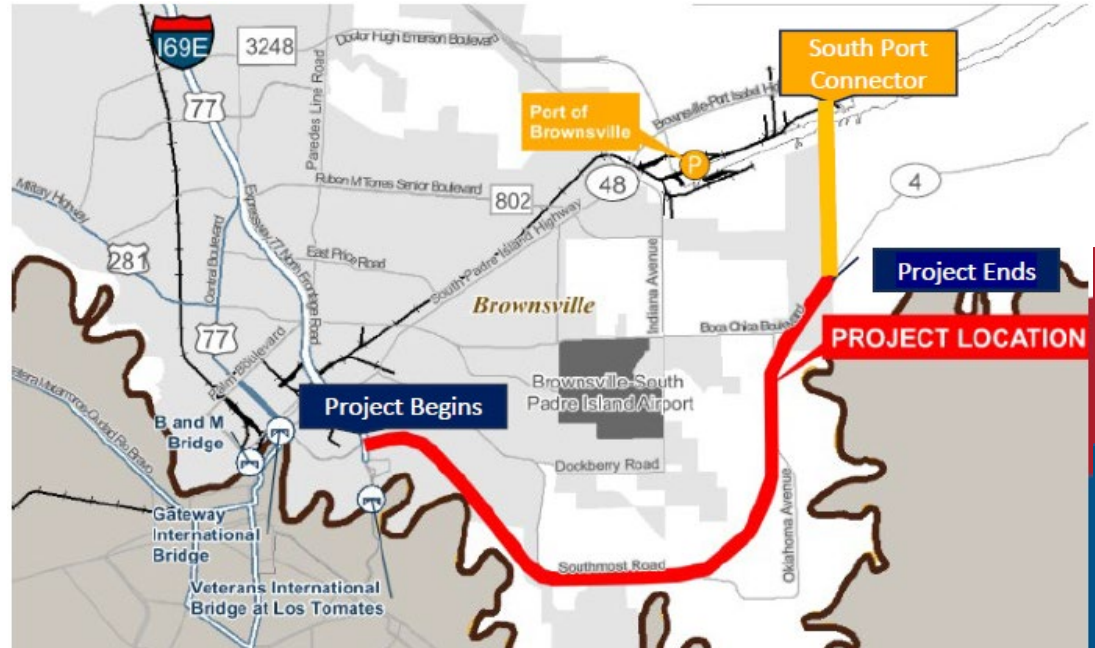 I69E
3248
Doctor Hugh Emerson Boulevard
South Port
Connector
77
Paredes Line Road
Port of
Brownsville
Brownsville-Port Isabel
P
Ruben M Torres Senior Boulevard
802
48
4
Military Highway
281
Central Boulevard
Expressway 77 North Frontage Road
East Price Road
South Padre Island Highway
Indiana Avenue
Project Ends
Brownsville
Boca Chica Boulevard
PROJECT LOCATION
77
Palm Boulevard
Brownsville-South
Padre Island Airport
Project Begins
B and M
Bridge
Dockberry Road
Gateway
International
Bridge
Southmost Road
Oklahoma Avenue
Veterans International
Bridge at Los Tomates